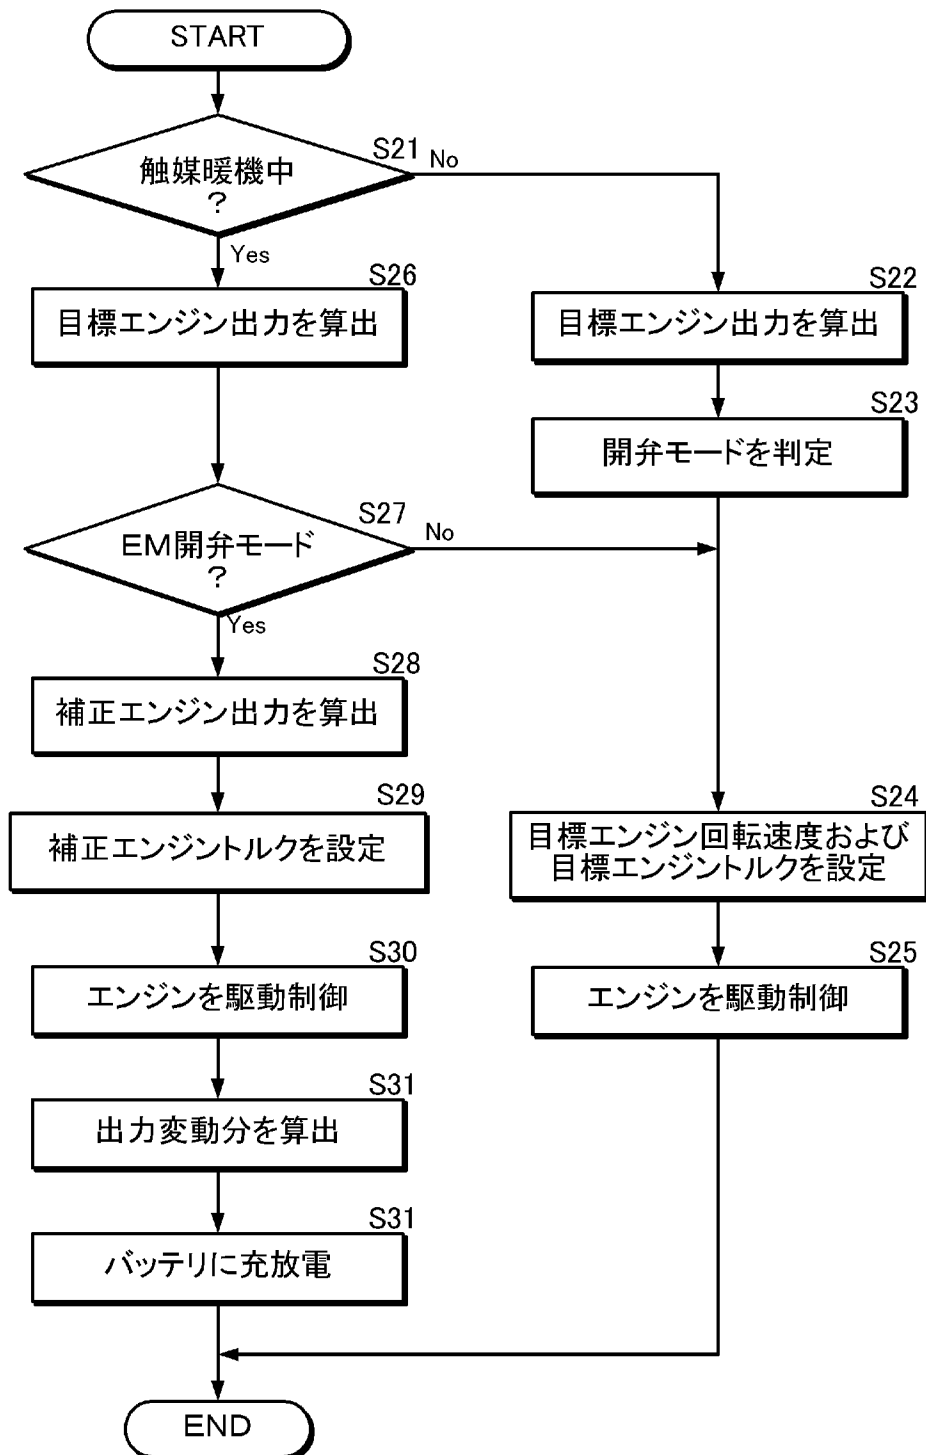 START
S21
触媒暖機中
?
No
Yes
S26
目標エンジン出力を算出
S22
目標エンジン出力を算出
S23
開弁モードを判定
S27
EM開弁モード
?
No
Yes
S28
補正エンジン出力を算出
S29
補正エンジントルクを設定
S24
目標エンジン回転速度および
目標エンジントルクを設定
S30
エンジンを駆動制御
S25
エンジンを駆動制御
S31
出力変動分を算出
S31
バッテリに充放電
END